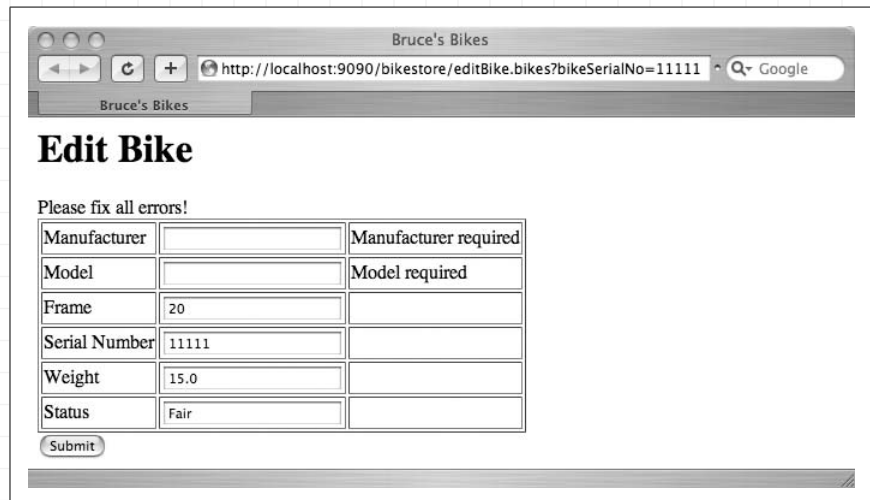 Bruce's Bikes
http://localhost:9090/bikestore/editBike.bikes?bikeSerialNo=11111 Google
Bruce's Bikes
Edit Bike
Please fix all errors!
Manufacturer Manufacturer required
Model Model required
Frame 20
Serial Number 11111
Weight 15.0
Status Fair
Submit